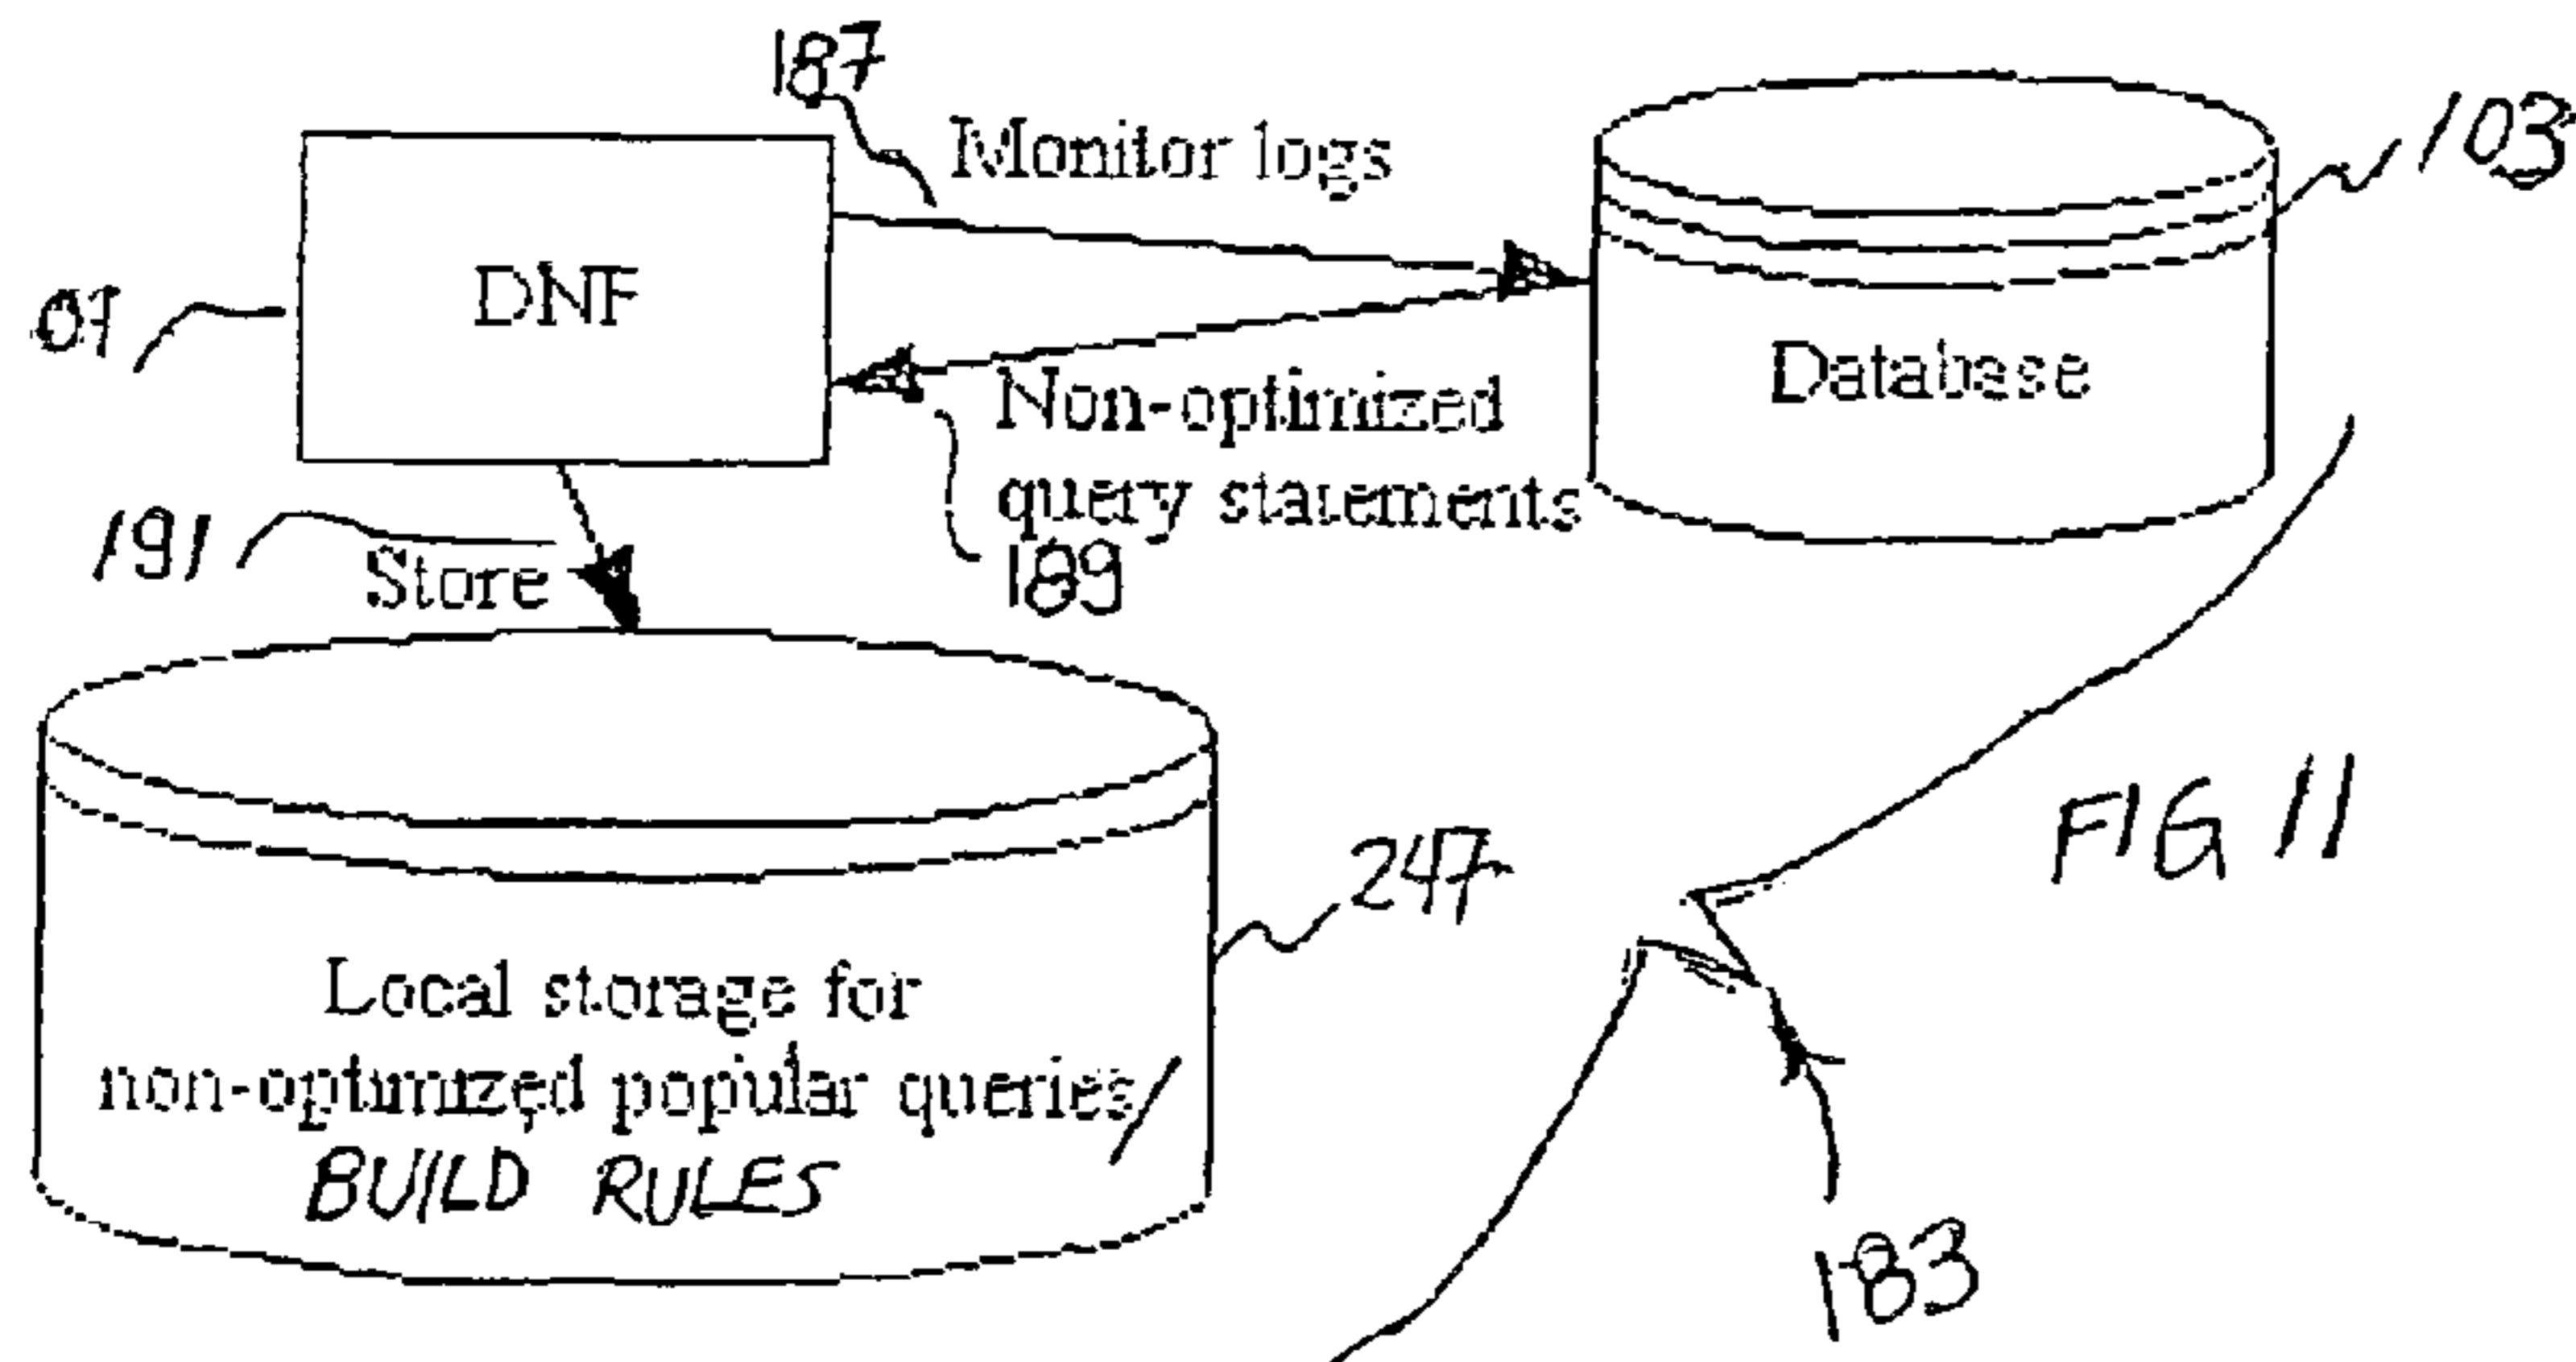 187
Monitor logs
103
DNF
Database
Non-optimized
query statements
189
191
Store
247
FIG 11
Local storage for
non-optimized popular queries/
BUILD RULES
183